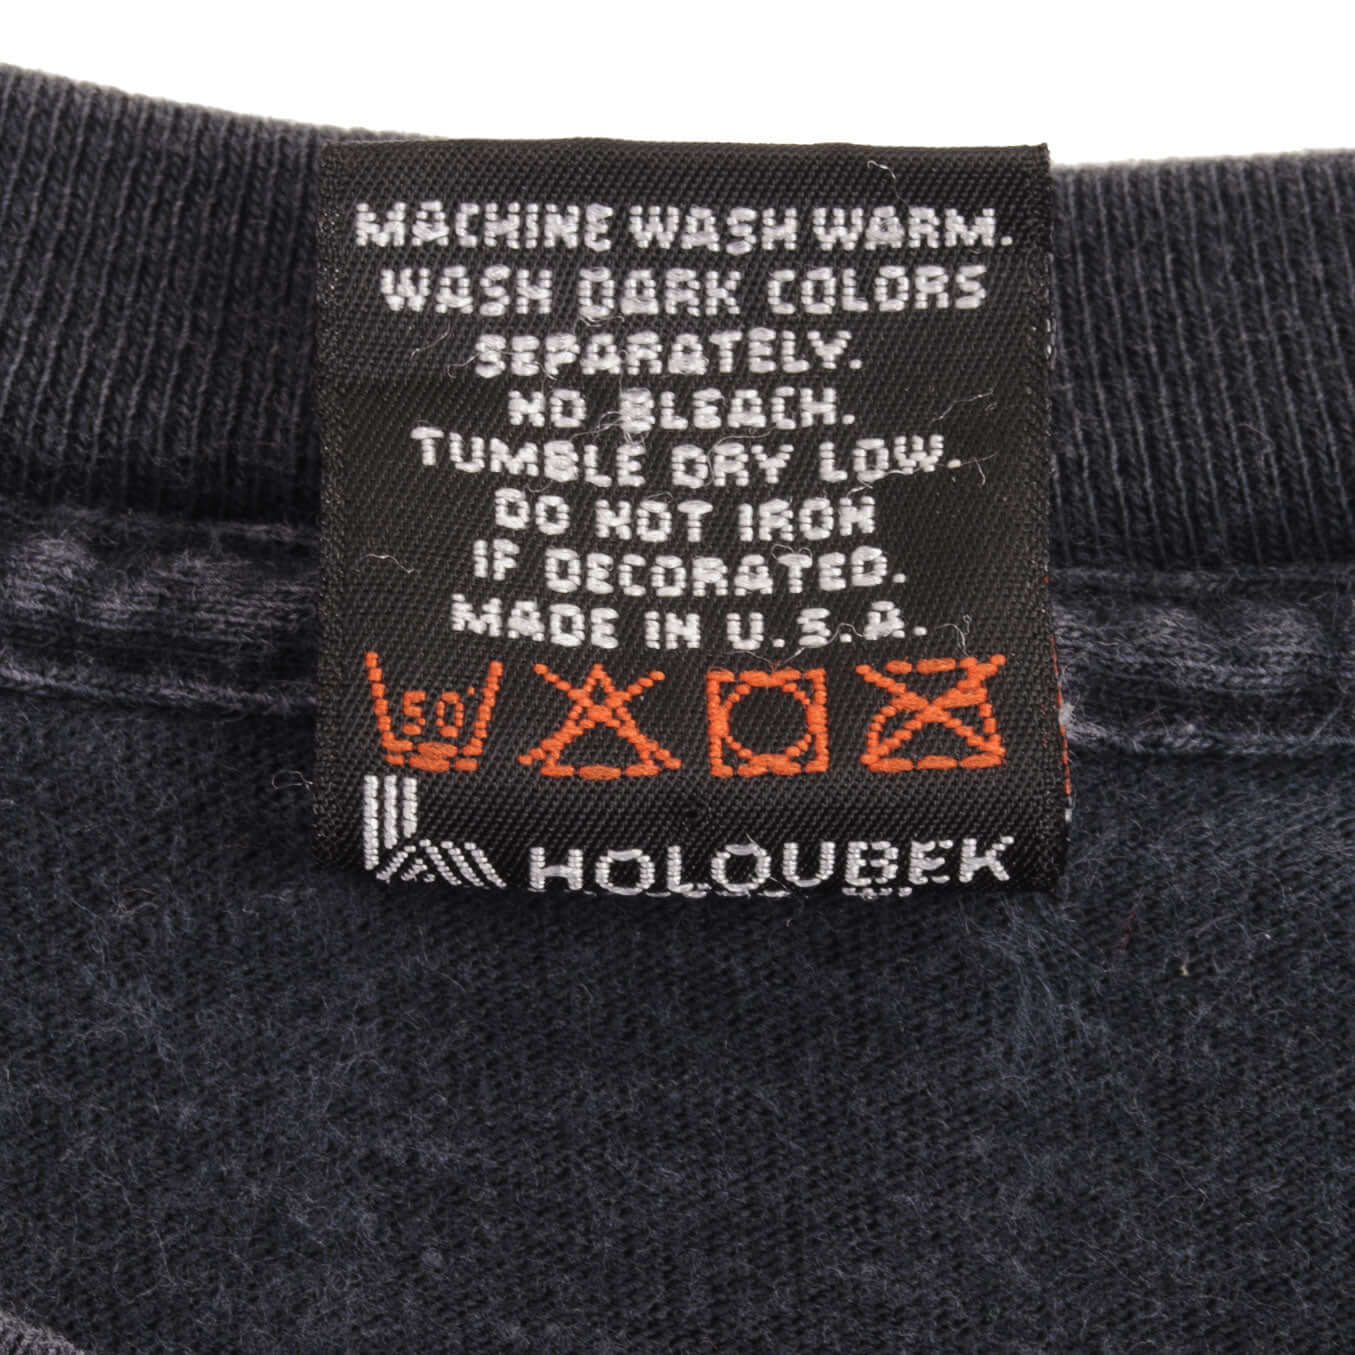 MACHINE WASH WARM.
WASH DARK COLORS
SEPARATELY.
NO BLEACH.
TUMBLE DRY LOW.
DO NOT IRON
IF DECORATED.
MADE IN U.S.A.
50°
HOLOUBEK